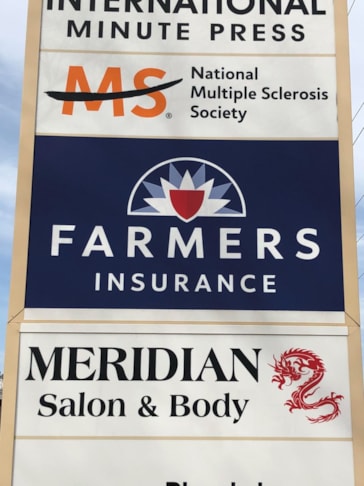 INTERNATIONAL
MINUTE PRESS
MS National
Multiple Sclerosis
Society
FARMERS
INSURANCE
MERIDIAN
Salon & Body